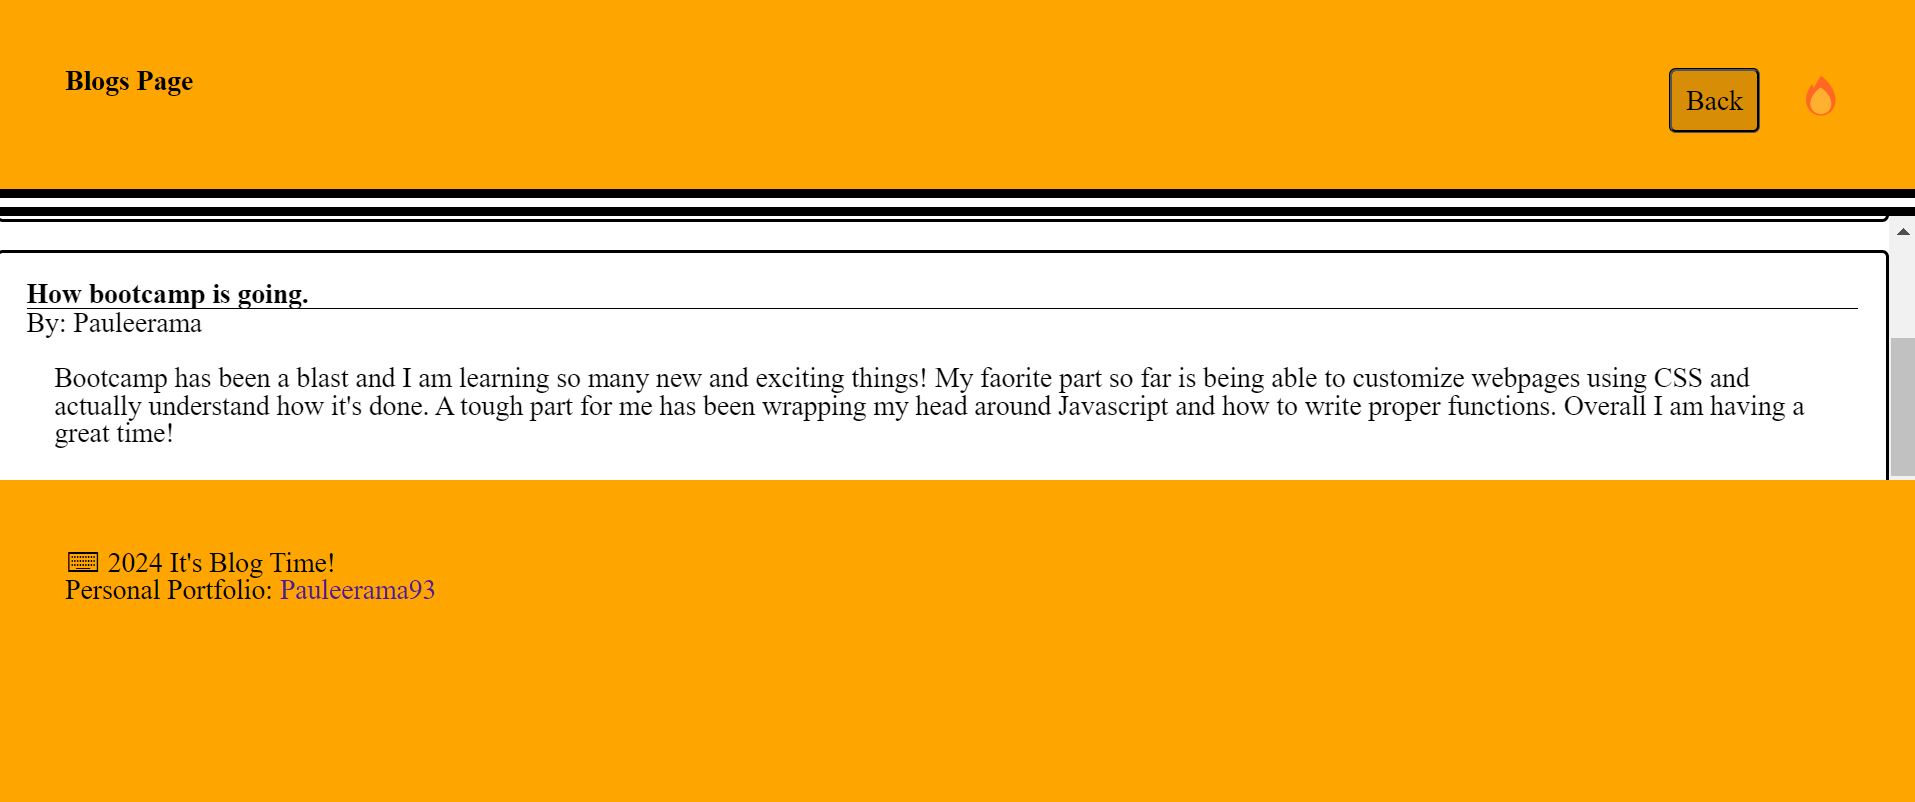 Blogs Page
Back
How bootcamp is going.
By: Pauleerama
Bootcamp has been a blast and I am learning so many new and exciting things! My faorite part so far is being able to customize webpages using CSS and
actually understand how it's done. A tough part for me has been wrapping my head around Javascript and how to write proper functions. Overall I am having a
great time!
2024 It's Blog Time!
Personal Portfolio: Pauleerama93